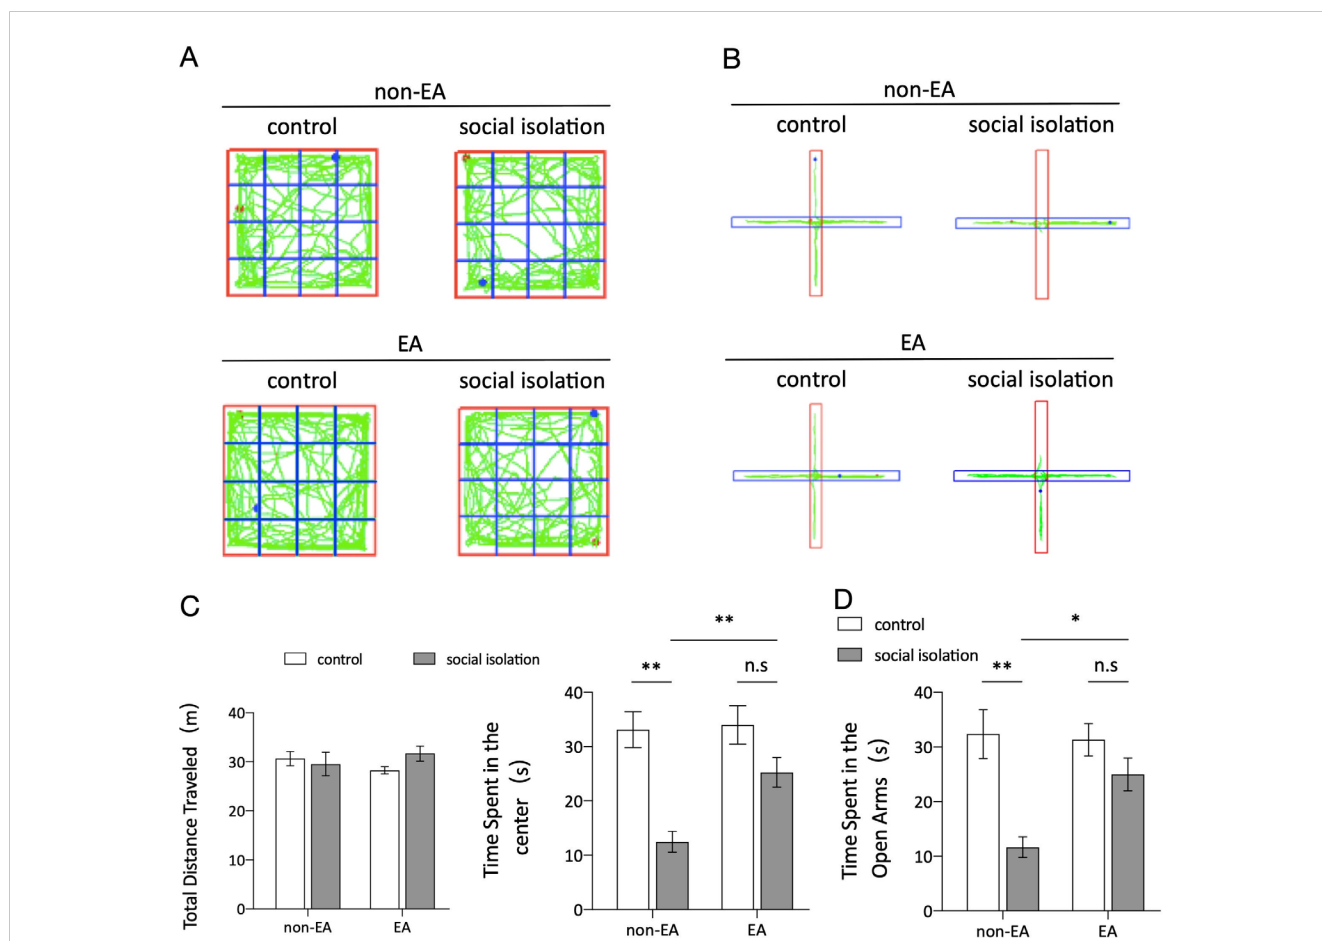 A
non-EA
control social isolation
EA
control social isolation
B
non-EA
control social isolation
EA
control social isolation
C
control social isolation
Total Distance Traveled (m)
40
30
20
10
0
non-EA EA
**
** n.s
Time Spent in the
center (s)
40
30
20
10
0
non-EA EA
D
control
social isolation
*
** n.s
Time Spent in the
Open Arms (s)
40
30
20
10
0
non-EA EA